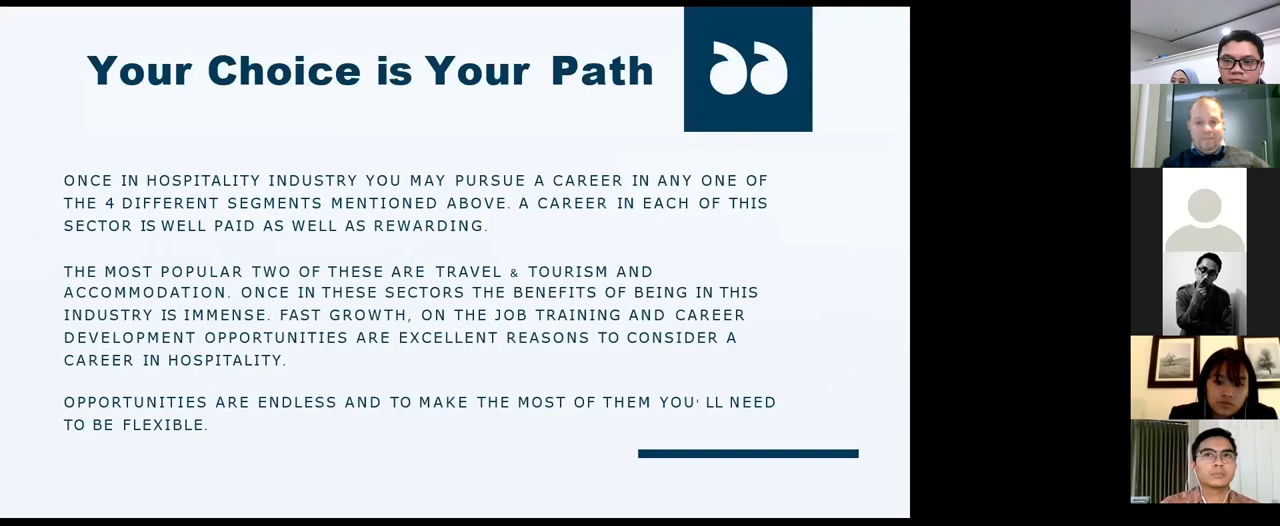 Your Choice is Your Path
ONCE IN HOSPITALITY INDUSTRY YOU MAY PURSUE A CAREER IN ANY ONE OF
THE 4 DIFFERENT SEGMENTS MENTIONED ABOVE. A CAREER IN EACH OF THIS
SECTOR IS WELL PAID AS WELL AS REWARDING.
THE MOST POPULAR TWO OF THESE ARE TRAVEL & TOURISM AND
ACCOMMODATION. ONCE IN THESE SECTORS THE BENEFITS OF BEING IN THIS
INDUSTRY IS IMMENSE. FAST GROWTH, ON THE JOB TRAINING AND CAREER
DEVELOPMENT OPPORTUNITIES ARE EXCELLENT REASONS TO CONSIDER A
CAREER IN HOSPITALITY.
OPPORTUNITIES ARE ENDLESS AND TO MAKE THE MOST OF THEM YOU' LL NEED
TO BE FLEXIBLE.